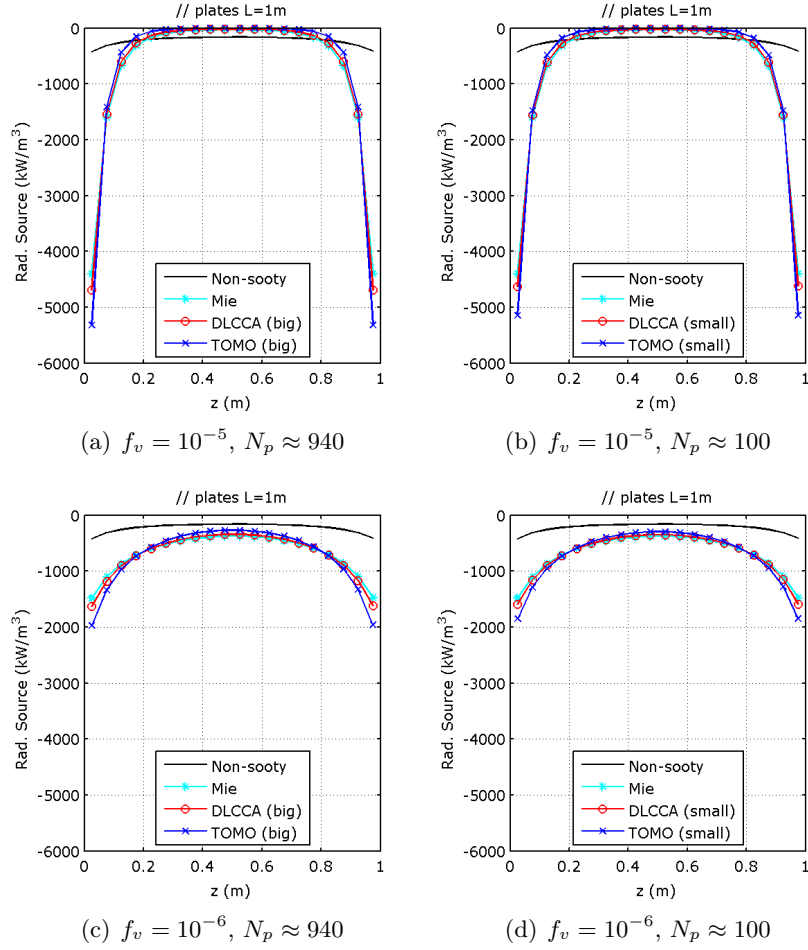 // plates L=1m
// plates L=1m
0
-1000
-2000
-3000
-4000
-5000
-6000
Rad. Source (kW/m³)
Non-sooty
Mie
DLCCA (big)
TOMO (big)
0 0.2 0.4 0.6 0.8 1
z (m)
(a) f_v = 10⁻⁵, N_p ≈ 940
0
-1000
-2000
-3000
-4000
-5000
-6000
Rad. Source (kW/m³)
Non-sooty
Mie
DLCCA (small)
TOMO (small)
0 0.2 0.4 0.6 0.8 1
z (m)
(b) f_v = 10⁻⁵, N_p ≈ 100
// plates L=1m
// plates L=1m
0
-1000
-2000
-3000
-4000
-5000
-6000
Rad. Source (kW/m³)
Non-sooty
Mie
DLCCA (big)
TOMO (big)
0 0.2 0.4 0.6 0.8 1
z (m)
(c) f_v = 10⁻⁶, N_p ≈ 940
0
-1000
-2000
-3000
-4000
-5000
-6000
Rad. Source (kW/m³)
Non-sooty
Mie
DLCCA (small)
TOMO (small)
0 0.2 0.4 0.6 0.8 1
z (m)
(d) f_v = 10⁻⁶, N_p ≈ 100